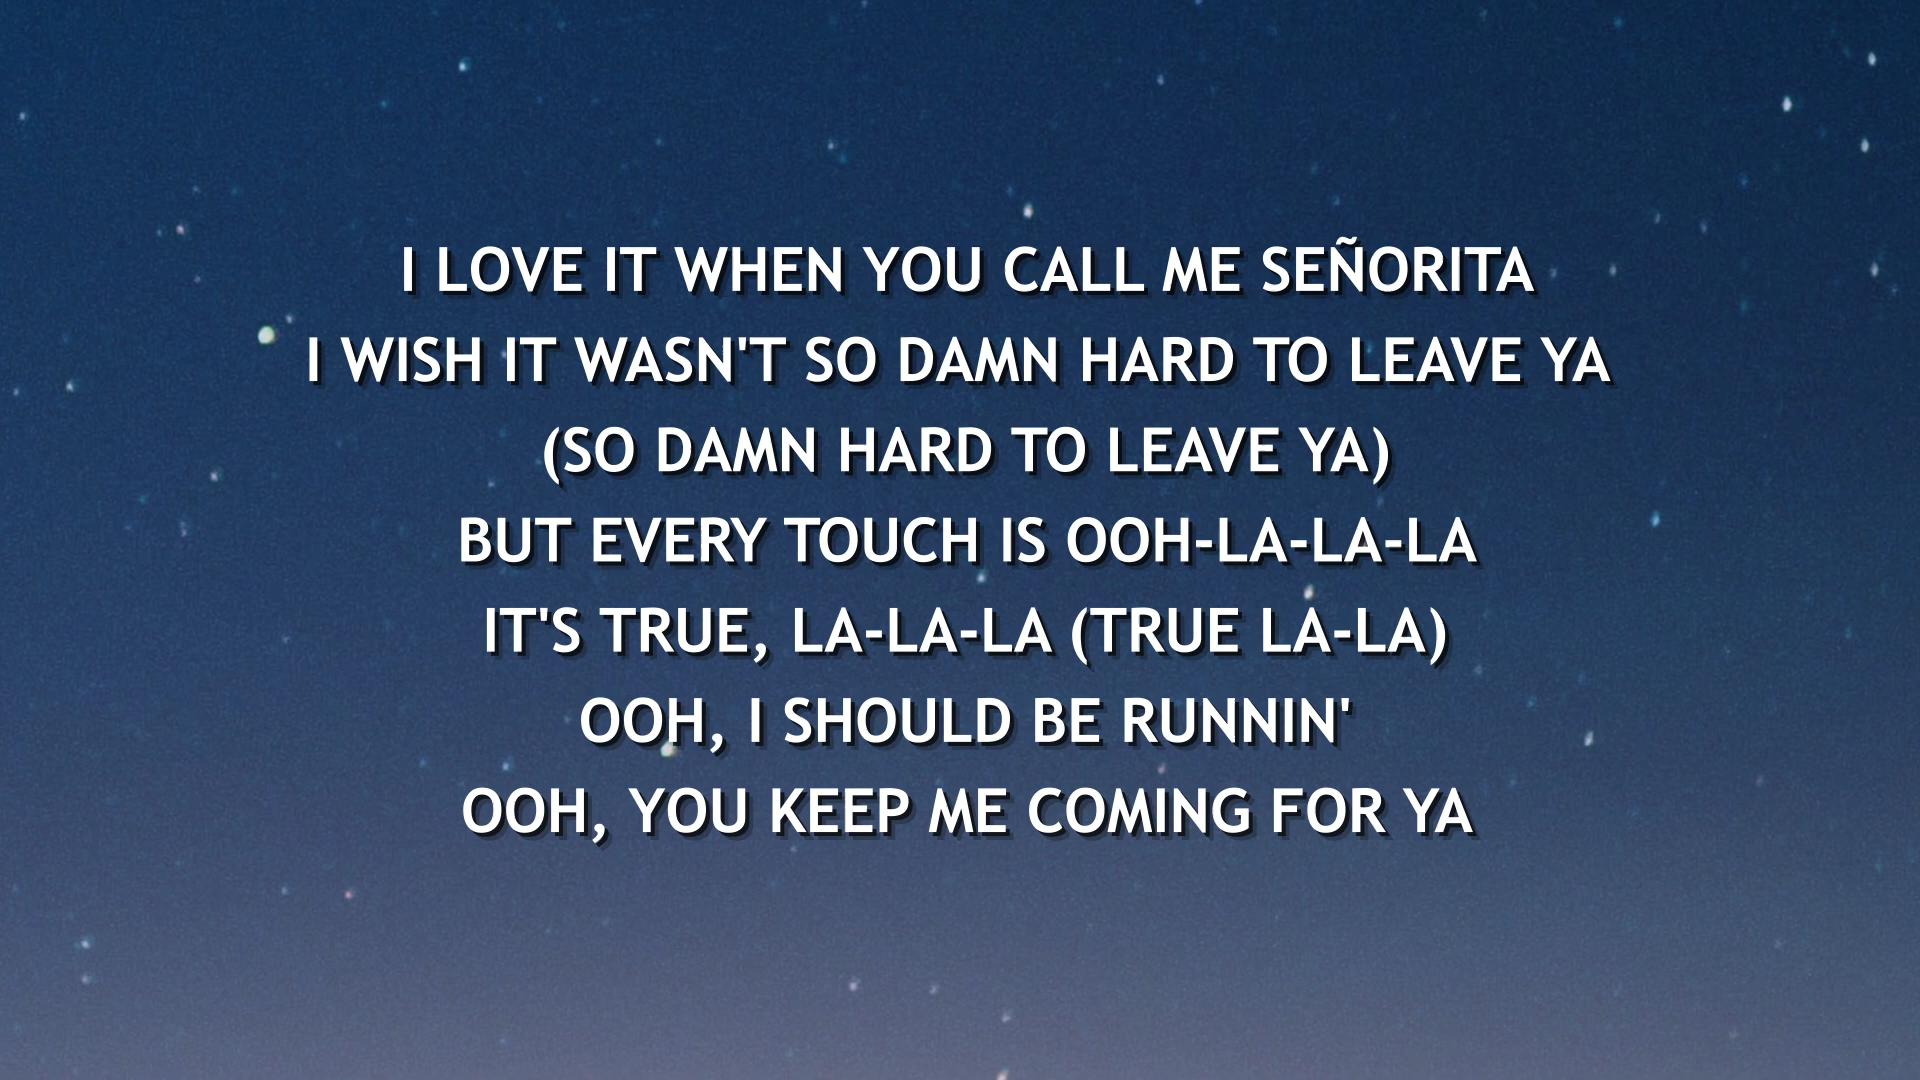 I LOVE IT WHEN YOU CALL ME SEÑORITA
I WISH IT WASN'T SO DAMN HARD TO LEAVE YA
(SO DAMN HARD TO LEAVE YA)
BUT EVERY TOUCH IS OOH-LA-LA-LA
IT'S TRUE, LA-LA-LA (TRUE LA-LA)
OOH, I SHOULD BE RUNNIN'
OOH, YOU KEEP ME COMING FOR YA